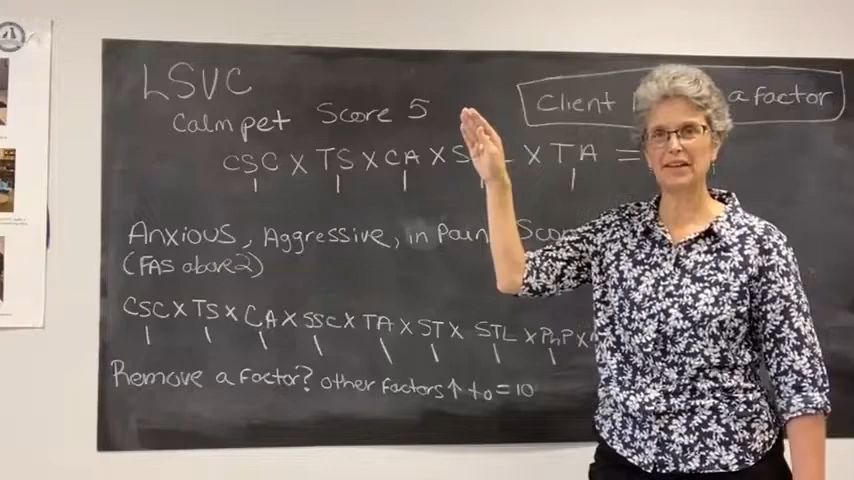 LSVC
Client a factor
Calm pet Score 5
CSC X TS X CA X X TA =
Anxious, Aggressive, in Pain
(FAS above 2)
CSC X TS X CA X SSC X TA X ST X STL X PhP X
Remove a factor? other factors ↑ to = 10